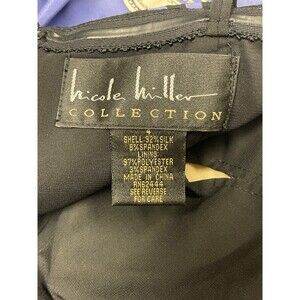 Nicole Miller
COLLECTION
4
SHELL 92%SILK
8%SPANDEX
LINING
97%POLYESTER
3%SPANDEX
MADE IN CHINA
RN62444
SEE REVERSE
FOR CARE